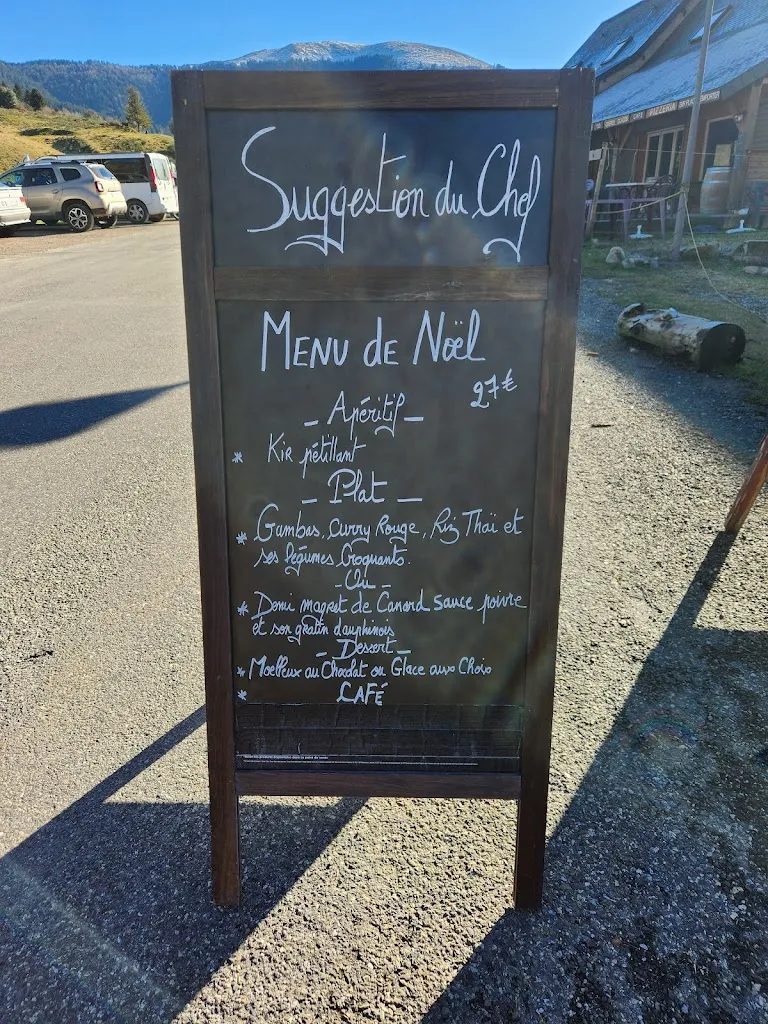 Suggestion du Chef
Menu de Noël
27€
- Apéritif -
* Kir pétillant
- Plat -
* Gambas, Curry Rouge, Riz Thaï et
ses légumes Croquants.
- Ou -
* Demi magret de Canard sauce poivre
et son gratin dauphinois
- Dessert -
* Moelleux au Chocolat ou Glace aux Choix
* CAFÉ